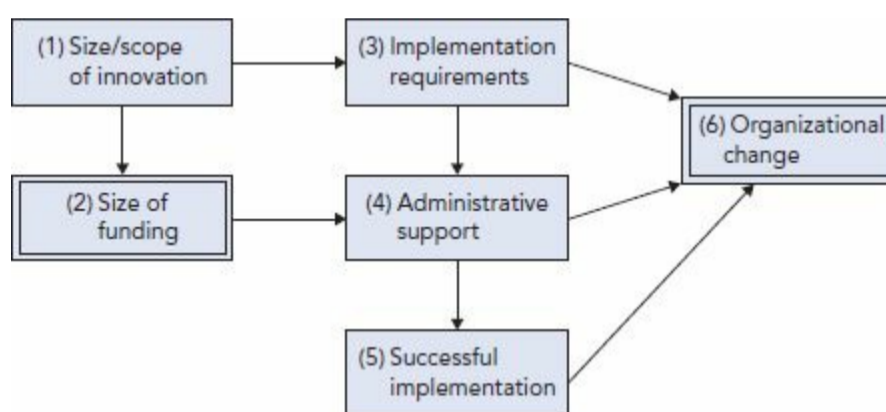 (1) Size/scope
of innovation
(2) Size of
funding
(3) Implementation
requirements
(4) Administrative
support
(5) Successful
implementation
(6) Organizational
change